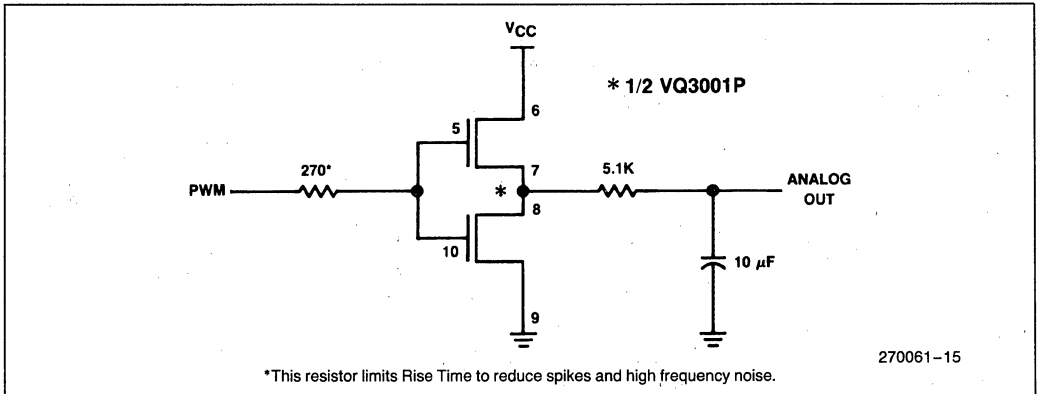 VCC
* 1/2 VQ3001P
6
5
270*
7
5.1K
PWM
*
ANALOG
OUT
8
10
10 µF
9
270061-15
*This resistor limits Rise Time to reduce spikes and high frequency noise.